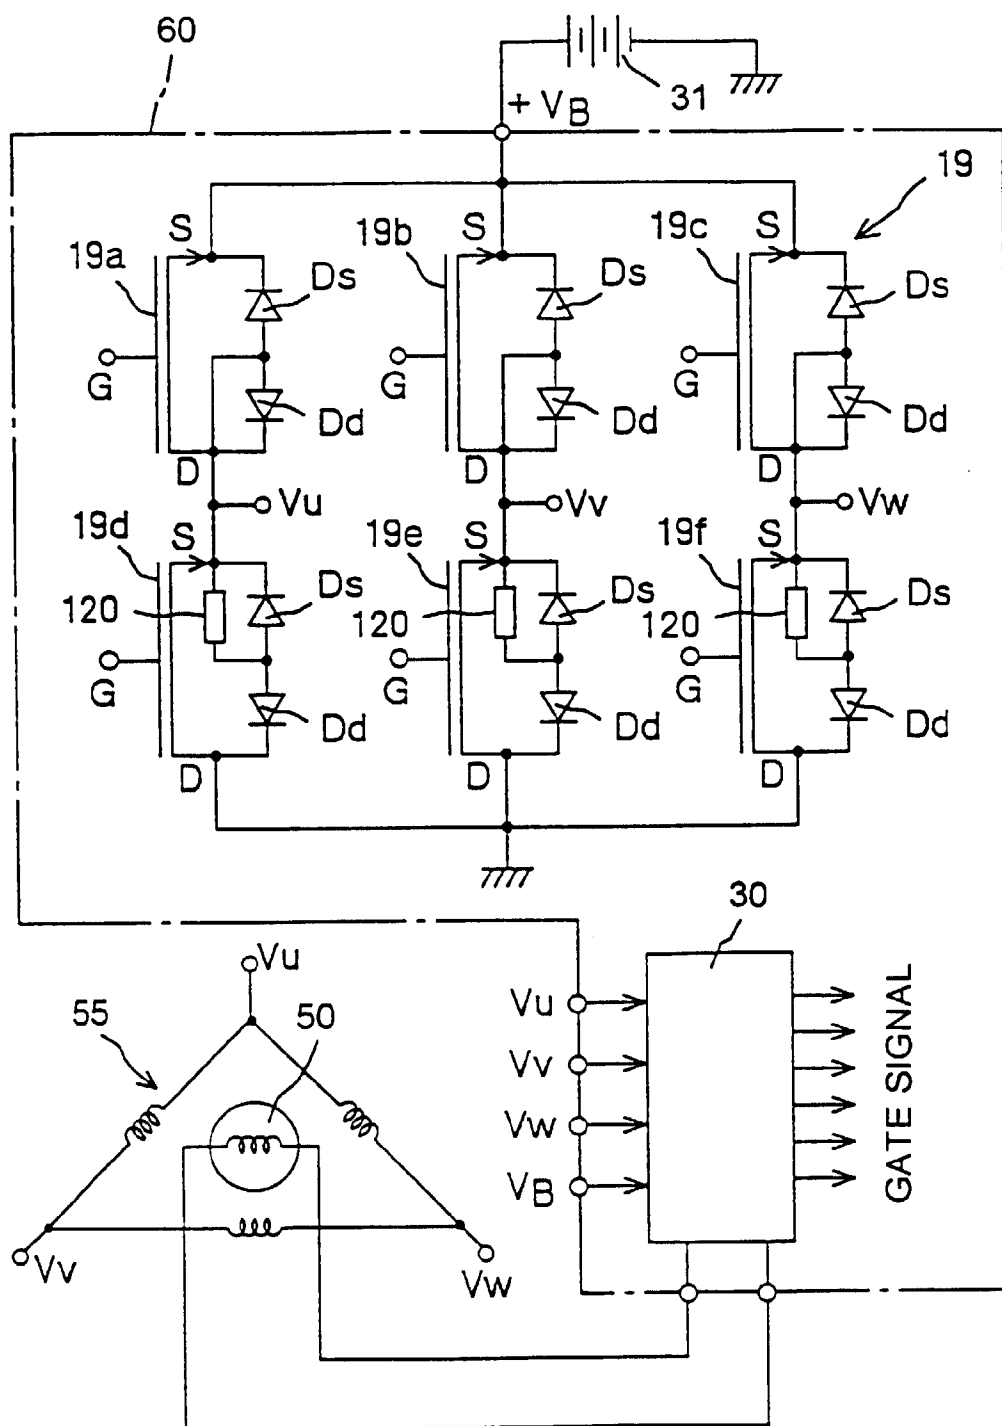 60
31
+ VB
19
S
S
S
19a
19b
19c
Ds
Ds
Ds
G
G
G
Dd
Dd
Dd
D
D
D
Vu
Vv
Vw
19d
S
19e
S
19f
S
Ds
Ds
Ds
120
120
120
G
G
G
Dd
Dd
Dd
D
D
D
30
Vu
55
50
Vu
Vv
Vw
VB
GATE SIGNAL
Vv
Vw